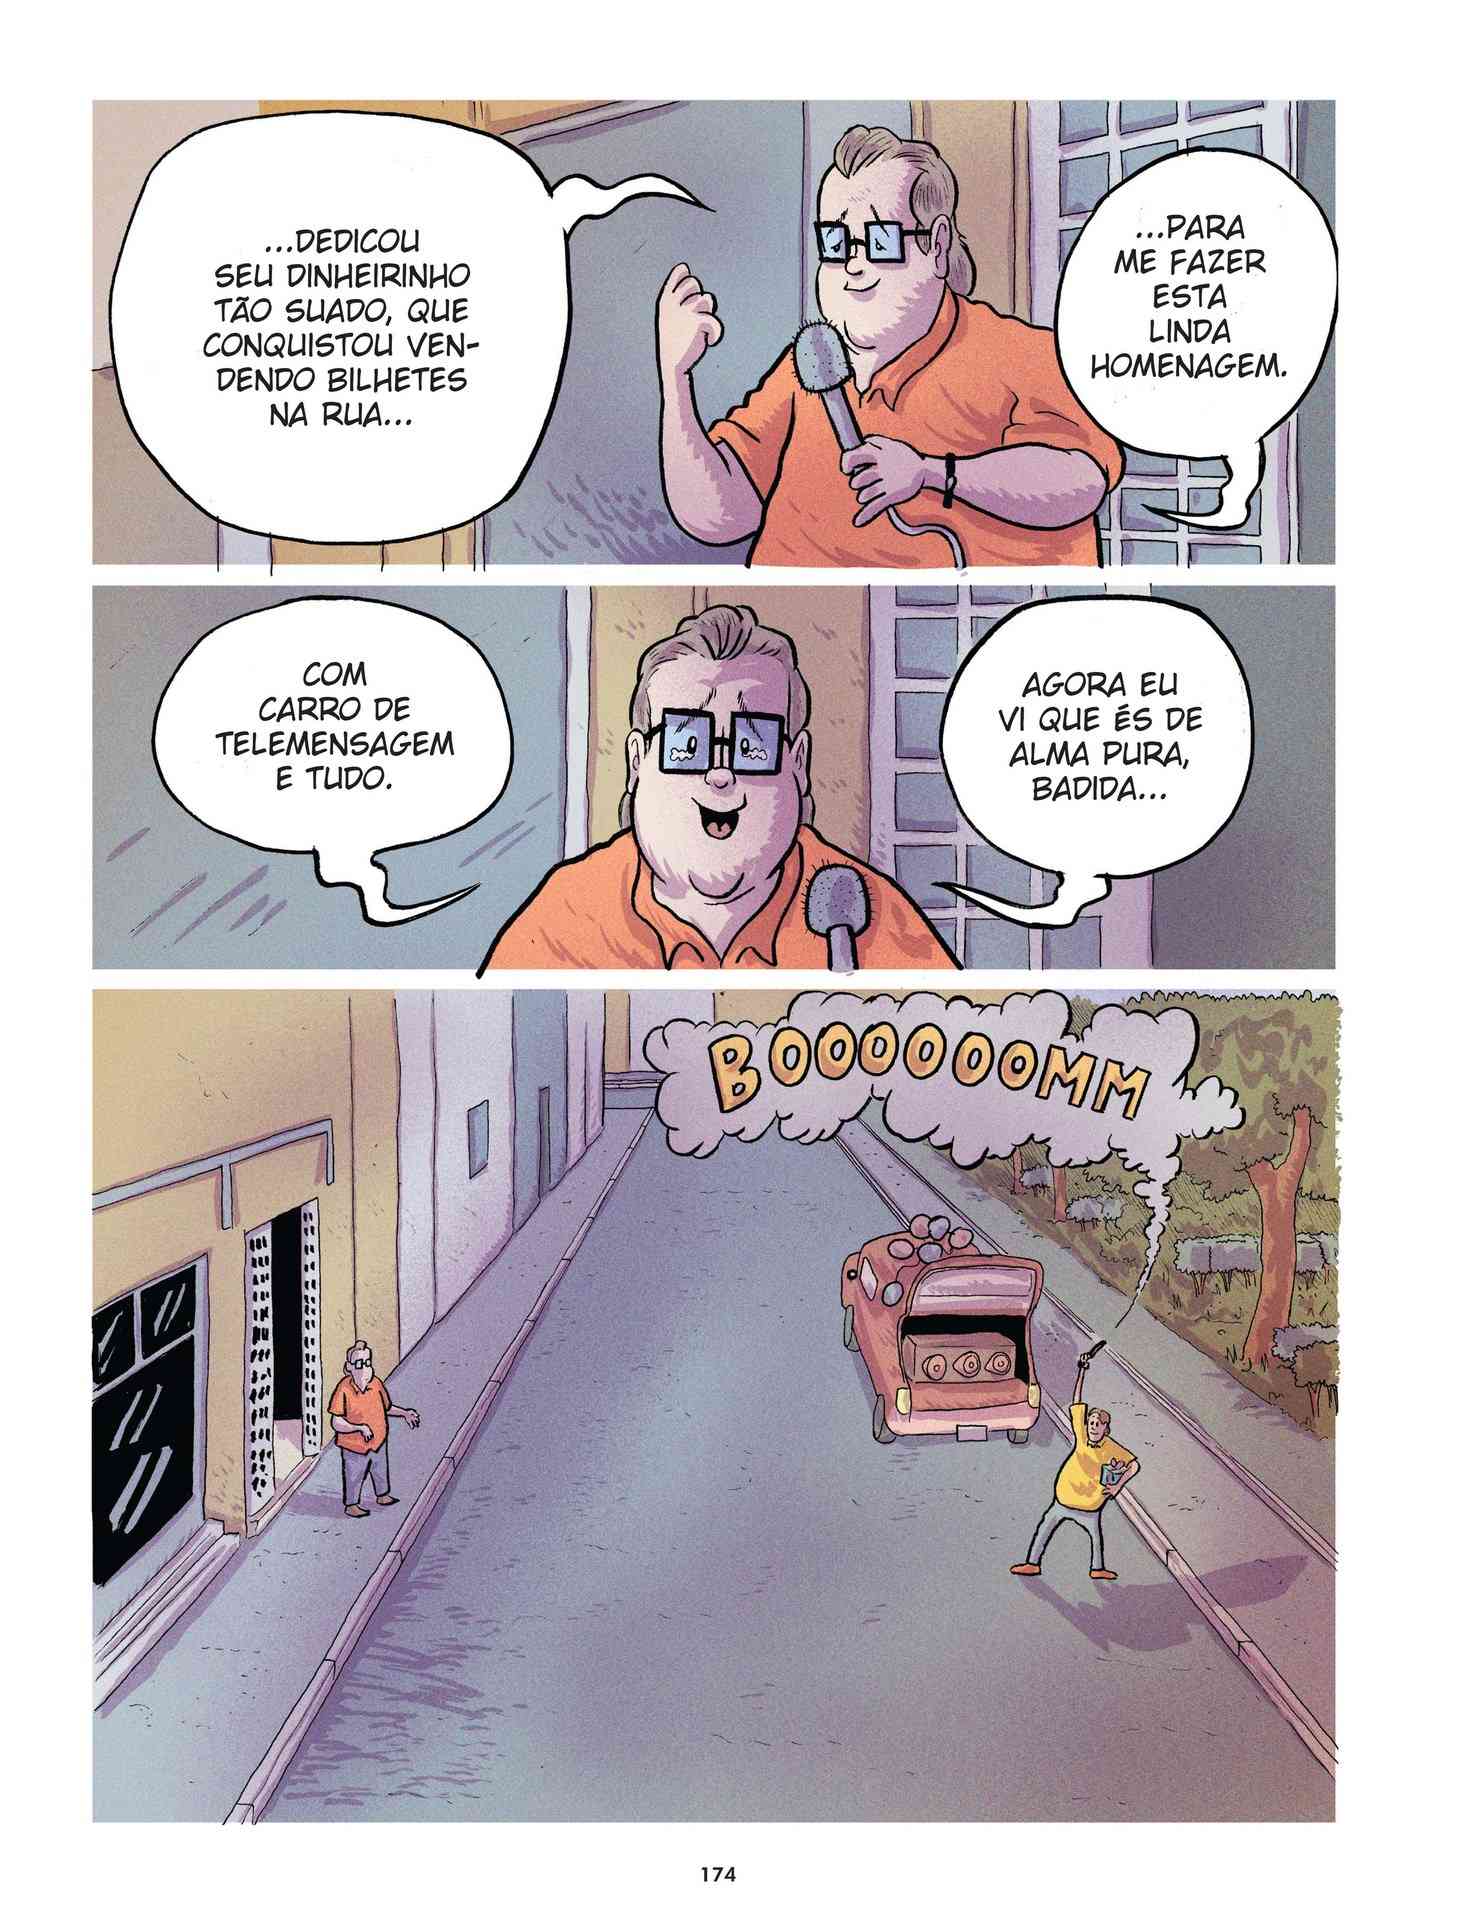 ...DEDICOU
SEU DINHEIRINHO
TÃO SUADO, QUE
CONQUISTOU VEN-
DENDO BILHETES
NA RUA...
...PARA
ME FAZER
ESTA
LINDA
HOMENAGEM.
COM
CARRO DE
TELEMENSAGEM
E TUDO.
AGORA EU
VI QUE ÉS DE
ALMA PURA,
BADIDA...
BOOOOOOOMM
174